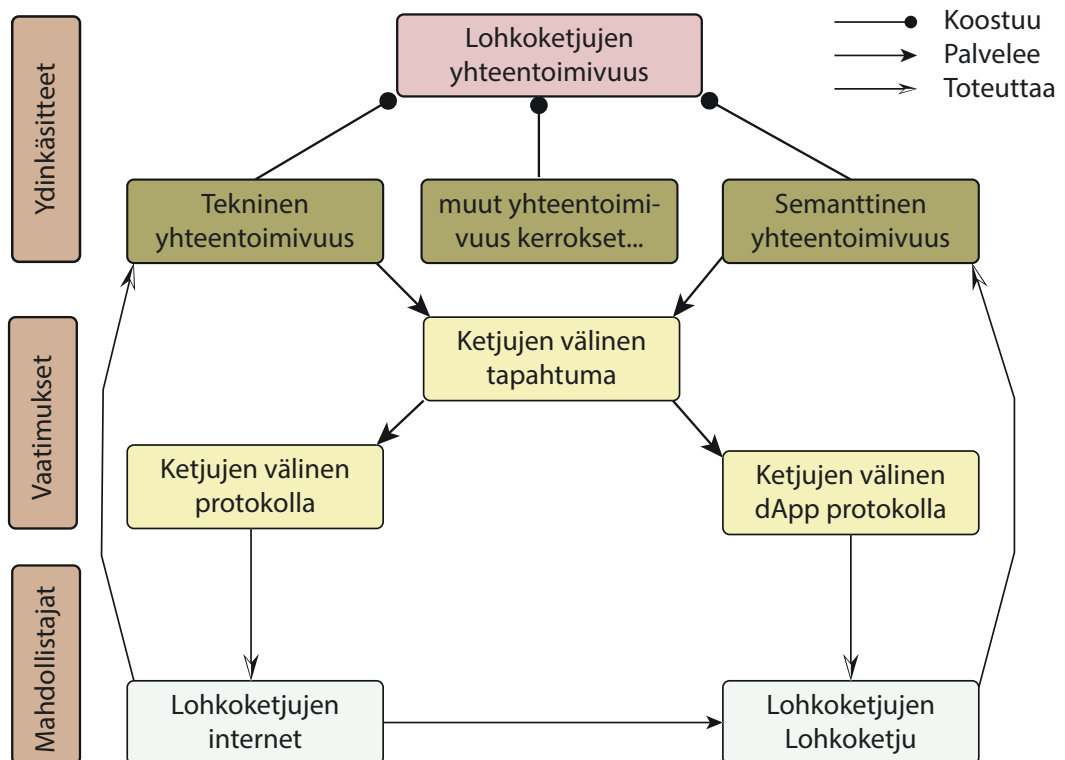 Ydinkäsitteet
Lohkoketjujen
yhteentoimivuus
Koostuu
Palvelee
Toteuttaa
Tekninen
yhteentoimivuus
muut yhteentoimi-
vuus kerrokset...
Semanttinen
yhteentoimivuus
Vaatimukset
Ketjujen välinen
tapahtuma
Ketjujen välinen
protokolla
Ketjujen välinen
dApp protokolla
Mahdollistajat
Lohkoketjujen
internet
Lohkoketjujen
Lohkoketju